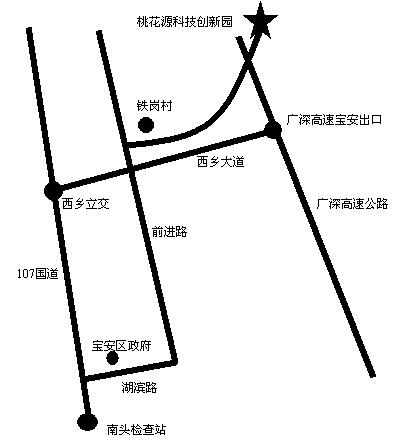 桃花源科技创新园
铁岗村
广深高速宝安出口
西乡大道
西乡立交
广深高速公路
前进路
107国道
宝安区政府
湖滨路
南头检查站